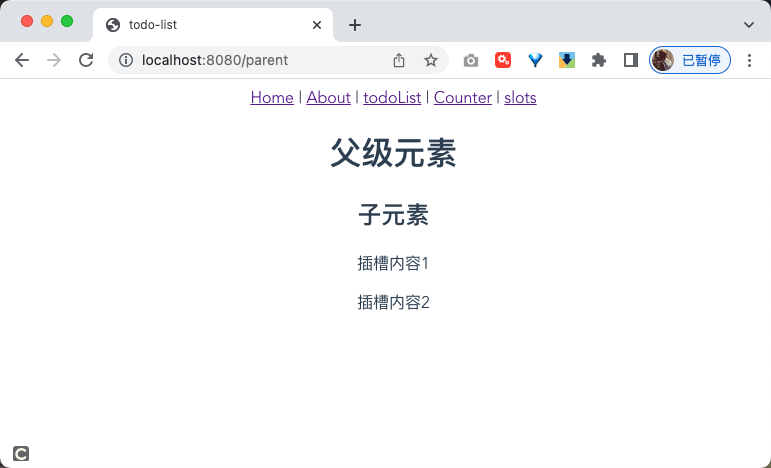 todo-list
localhost:8080/parent
已暂停
Home | About | todoList | Counter | slots
父级元素
子元素
插槽内容1
插槽内容2
C